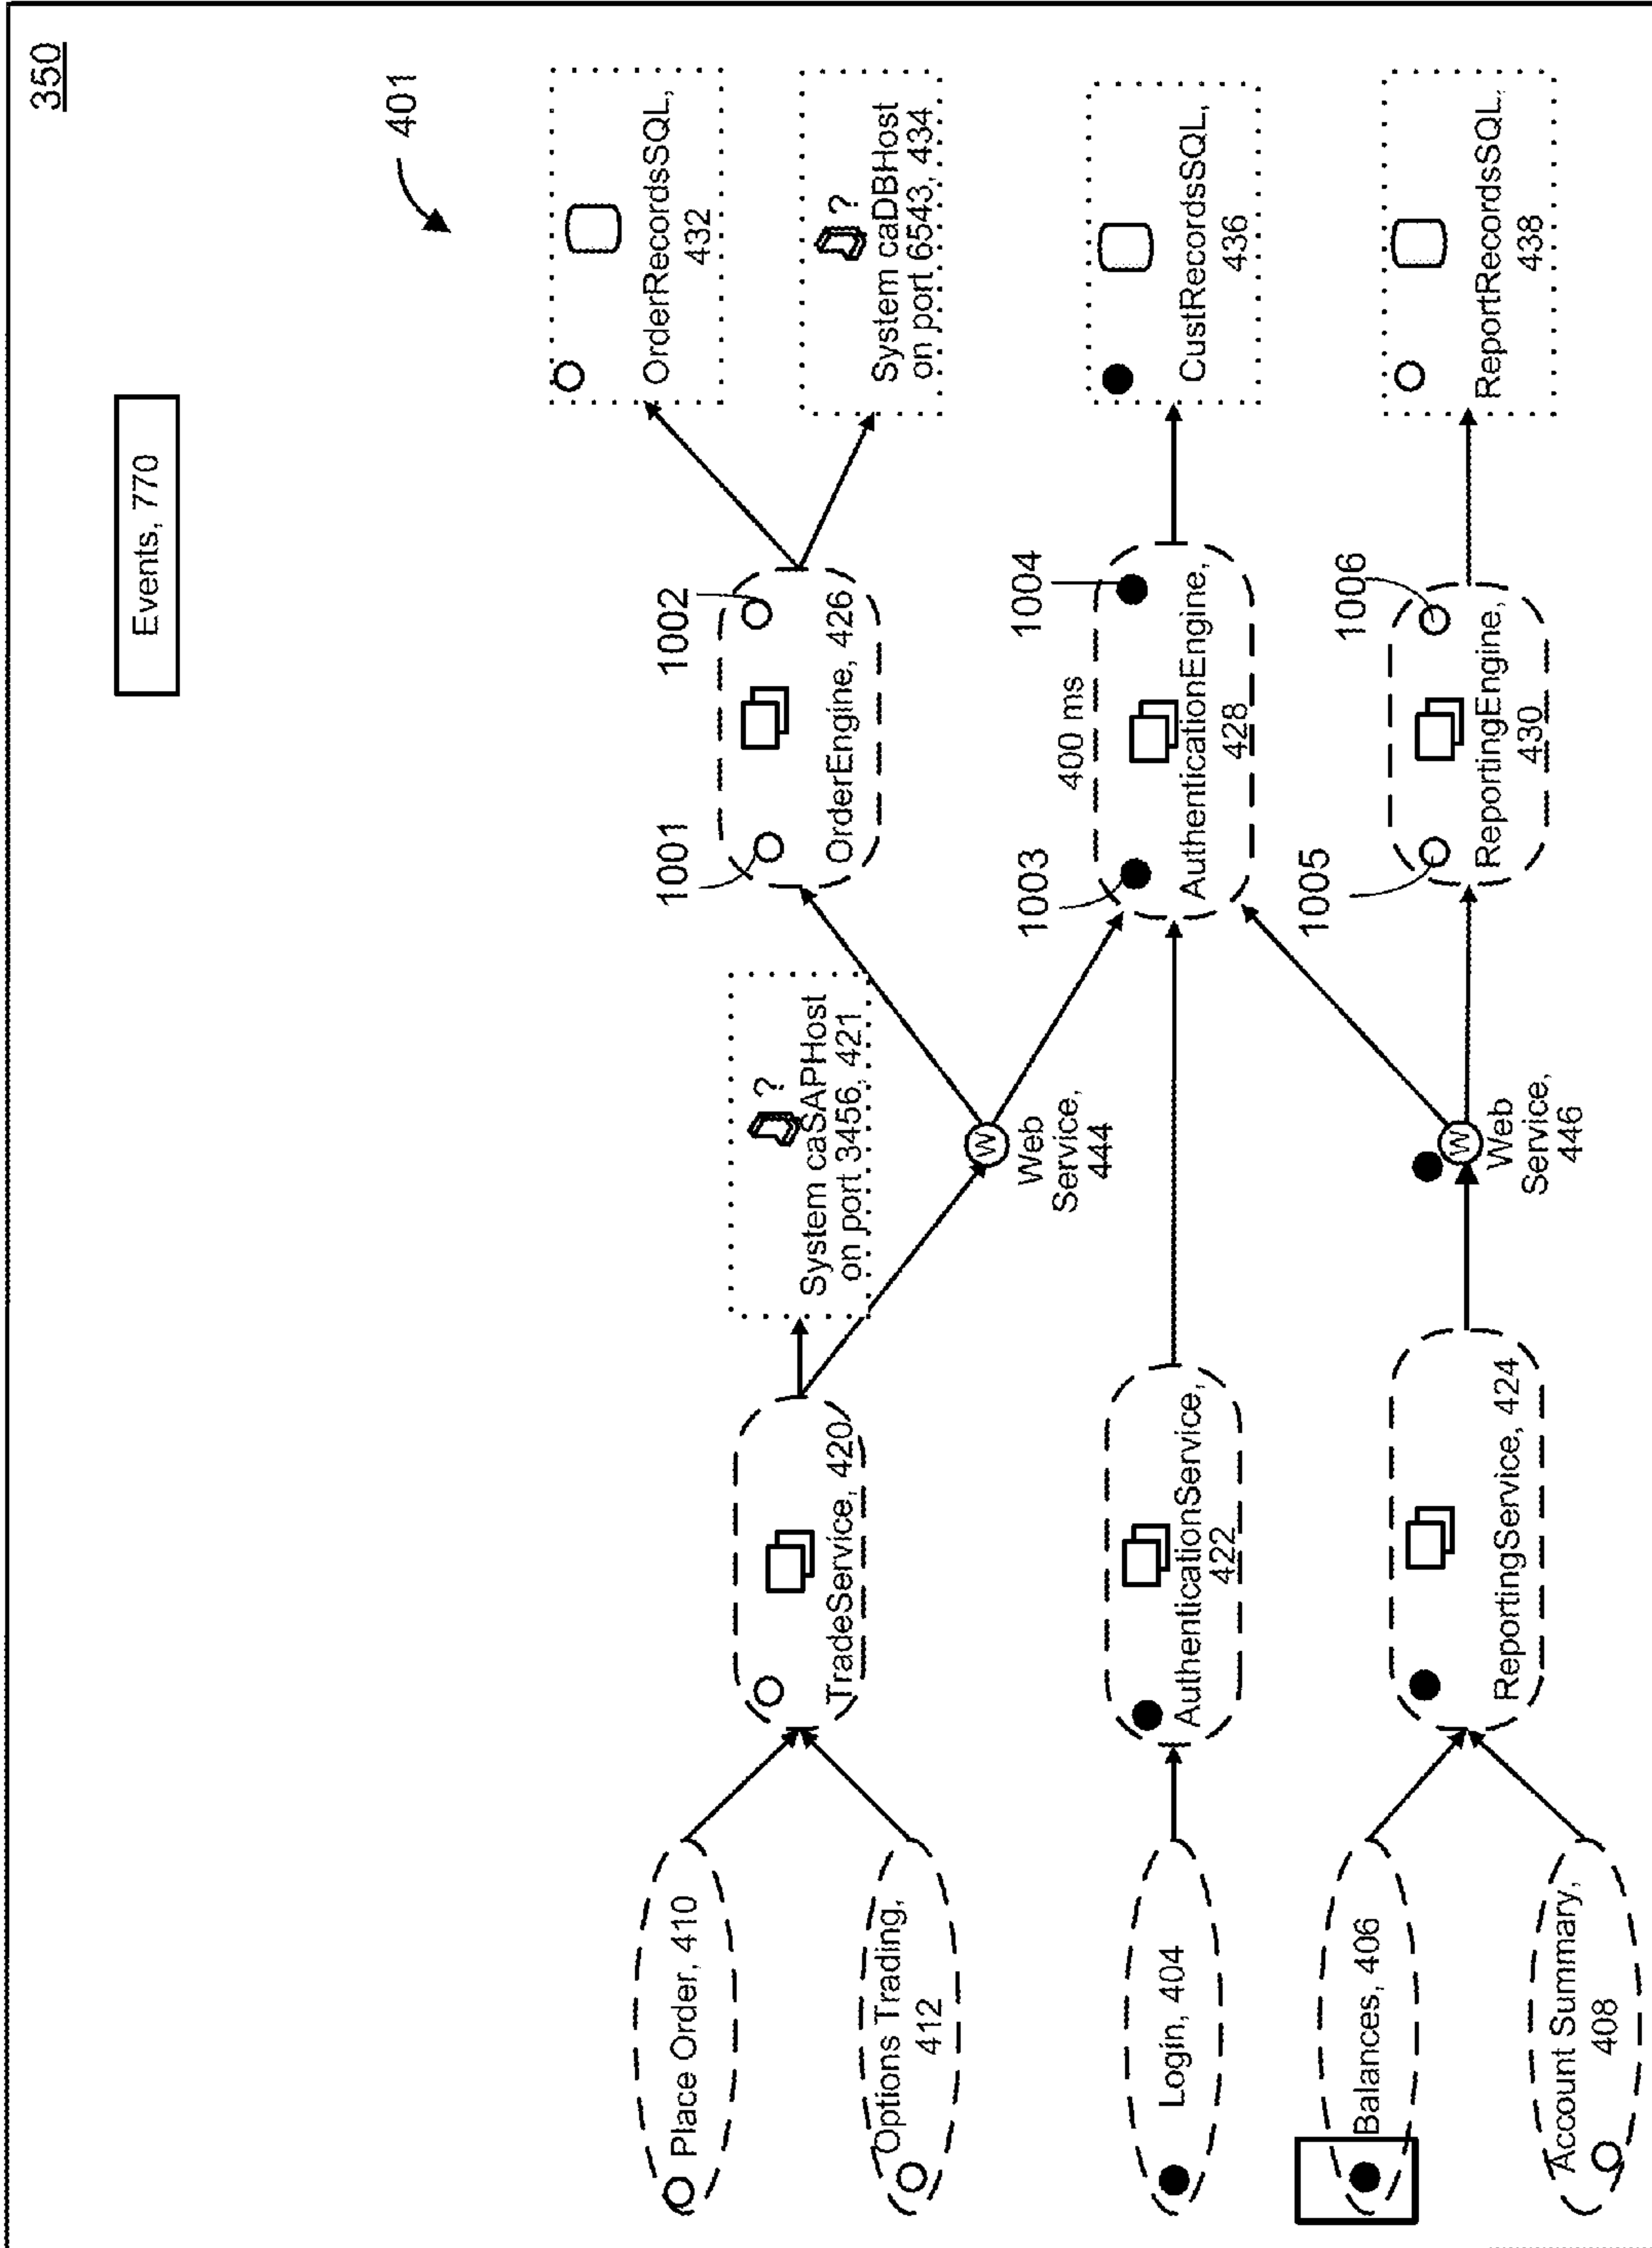 350
Events, 770
401
Place Order, 410
Options Trading,
412
Login, 404
Balances, 406
Account Summary,
408
TradeService, 420
AuthenticationService,
422
ReportingService, 424
?
System caSAPHost
on port 3456, 421
W
Web
Service,
444
W
Web
Service,
446
1001
1002
OrderEngine, 426
1003
400 ms
1004
AuthenticationEngine,
428
1005
1006
ReportingEngine,
430
OrderRecordsSQL,
432
?
System caDBHost
on port 6543, 434
CustRecordsSQL,
436
ReportRecordsSQL,
438